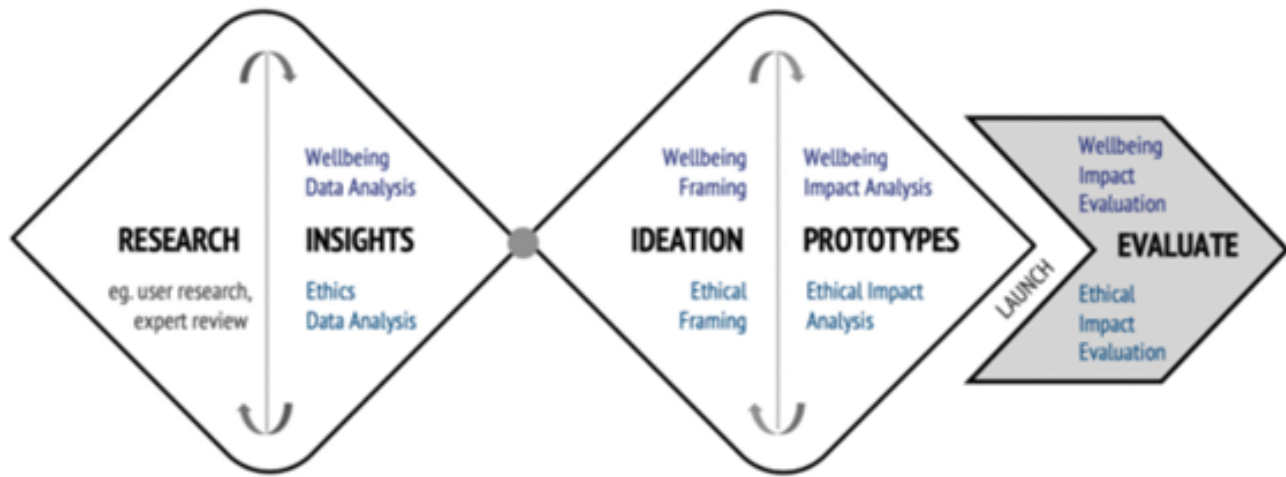 Wellbeing
Data Analysis
RESEARCH
INSIGHTS
eg. user research,
expert review
Ethics
Data Analysis
Wellbeing
Framing
Wellbeing
Impact Analysis
IDEATION
PROTOTYPES
Ethical
Framing
Ethical Impact
Analysis
LAUNCH
Wellbeing
Impact
Evaluation
EVALUATE
Ethical
Impact
Evaluation